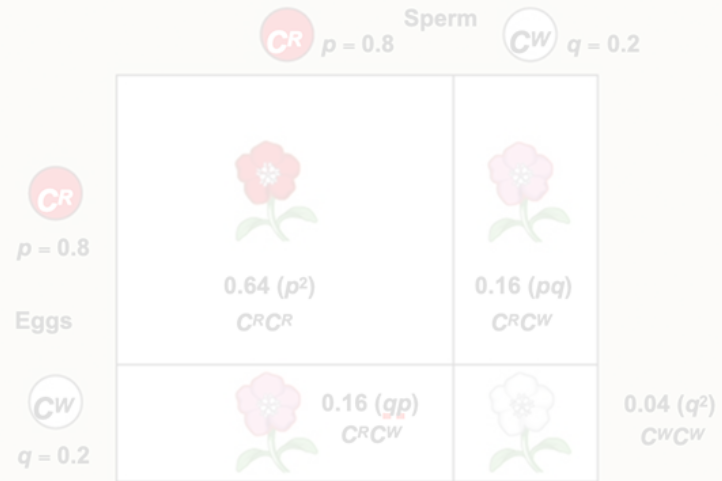 Sperm
CR p = 0.8 CW q = 0.2
CR
p = 0.8
0.64 (p²) 0.16 (pq)
CRCR CRCW
Eggs
CW 0.16 (qp) 0.04 (q²)
CRCW CWCW
q = 0.2